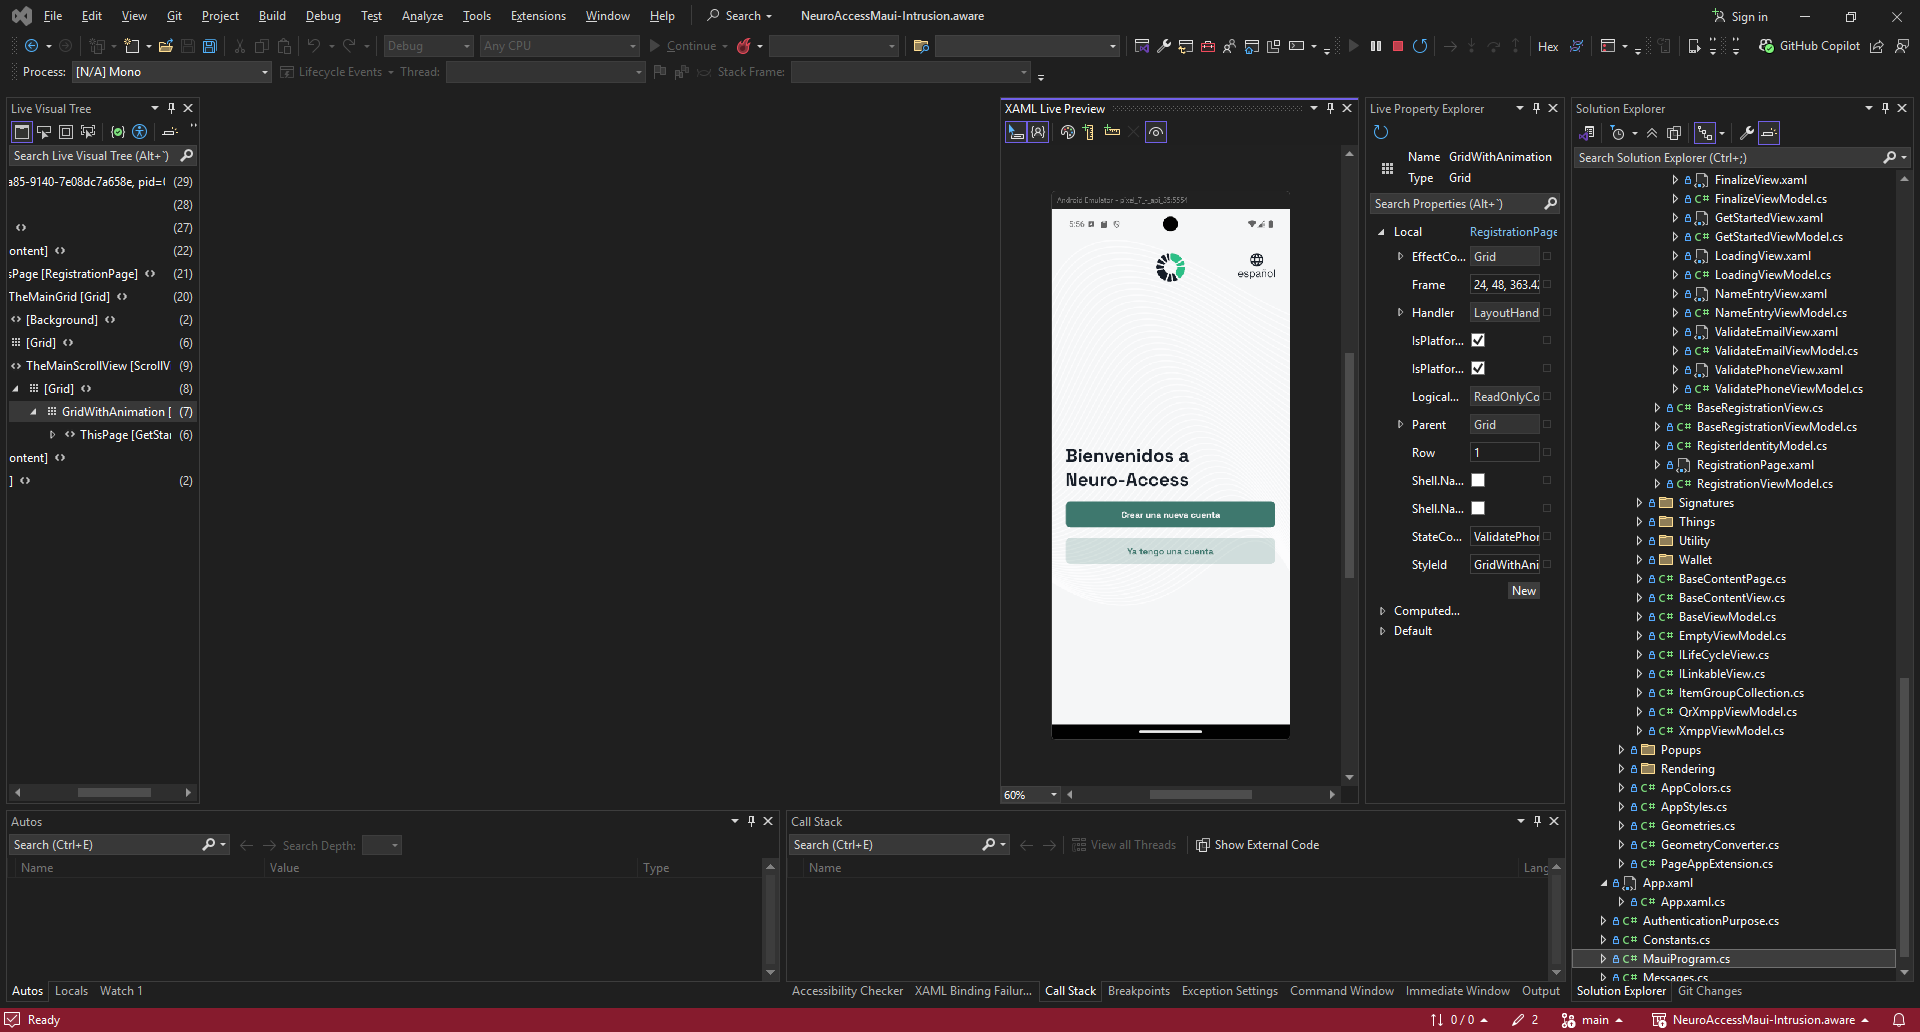 File Edit View Git Project Build Debug Test Analyze Tools Extensions Window Help Search NeuroAccessMaui-Intrusion.aware Sign in
Debug Any CPU Continue Hex GitHub Copilot
Process: [N/A] Mono Lifecycle Events Thread: Stack Frame:
Live Visual Tree
Search Live Visual Tree (Alt+`)
a85-9140-7e08dc7a658e, pid=( (29)
(28)
<> (27)
ontent] <> (22)
sPage [RegistrationPage] <> (21)
TheMainGrid [Grid] <> (20)
<> [Background] <> (2)
[Grid] <> (6)
<> TheMainScrollView [ScrollV (9)
[Grid] <> (8)
GridWithAnimation [ (7)
<> ThisPage [GetStar (6)
ontent] <>
] <> (2)
XAML Live Preview
Android Emulator - pixel_7_-_api_35:5554
5:56
español
Bienvenidos a
Neuro-Access
Crear una nueva cuenta
Ya tengo una cuenta
60%
Live Property Explorer
Name GridWithAnimation
Type Grid
Search Properties (Alt+`)
Local RegistrationPage
EffectCo... Grid
Frame 24, 48, 363.42
Handler LayoutHand
IsPlatfor...
IsPlatfor...
Logical... ReadOnlyCo
Parent Grid
Row 1
Shell.Na...
Shell.Na...
StateCo... ValidatePhon
StyleId GridWithAni
New
Computed...
Default
Solution Explorer
Search Solution Explorer (Ctrl+;)
FinalizeView.xaml
C# FinalizeViewModel.cs
GetStartedView.xaml
C# GetStartedViewModel.cs
LoadingView.xaml
C# LoadingViewModel.cs
NameEntryView.xaml
C# NameEntryViewModel.cs
ValidateEmailView.xaml
C# ValidateEmailViewModel.cs
ValidatePhoneView.xaml
C# ValidatePhoneViewModel.cs
C# BaseRegistrationView.cs
C# BaseRegistrationViewModel.cs
C# RegisterIdentityModel.cs
RegistrationPage.xaml
C# RegistrationViewModel.cs
Signatures
Things
Utility
Wallet
C# BaseContentPage.cs
C# BaseContentView.cs
C# BaseViewModel.cs
C# EmptyViewModel.cs
C# ILifeCycleView.cs
C# ILinkableView.cs
C# ItemGroupCollection.cs
C# QrXmppViewModel.cs
C# XmppViewModel.cs
Popups
Rendering
C# AppColors.cs
C# AppStyles.cs
C# Geometries.cs
C# GeometryConverter.cs
C# PageAppExtension.cs
App.xaml
C# App.xaml.cs
C# AuthenticationPurpose.cs
C# Constants.cs
C# MauiProgram.cs
C# Messages.cs
Solution Explorer Git Changes
Autos
Search (Ctrl+E) Search Depth:
Name Value Type
Autos Locals Watch 1
Call Stack
Search (Ctrl+E) View all Threads Show External Code
Name Lang
Accessibility Checker XAML Binding Failur... Call Stack Breakpoints Exception Settings Command Window Immediate Window Output
Ready 0 / 0 2 main NeuroAccessMaui-Intrusion.aware